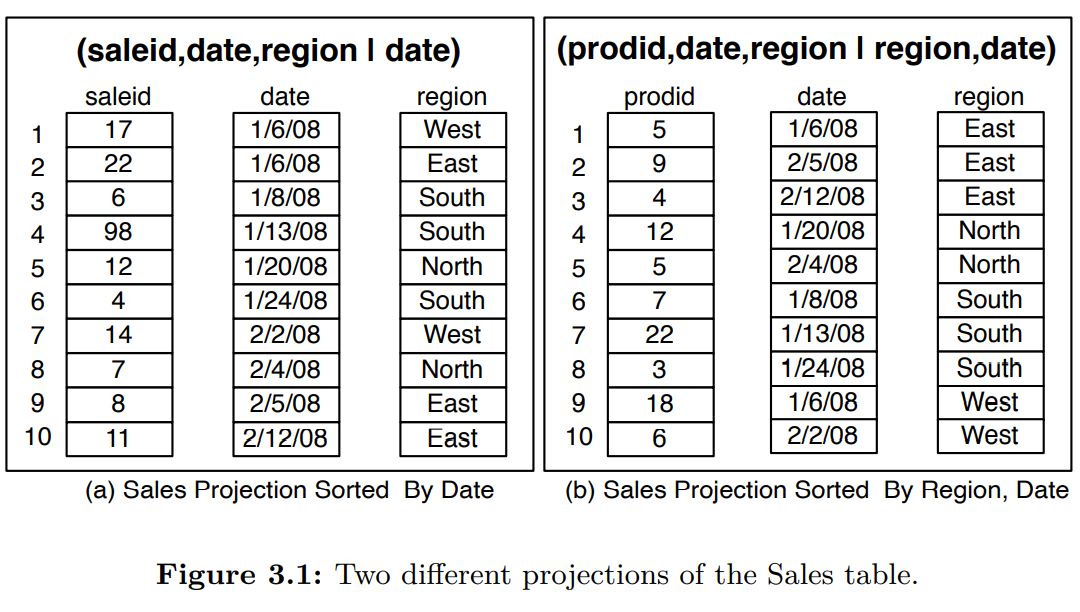 (saleid,date,region | date)
saleid date region
1 17 1/6/08 West
2 22 1/6/08 East
3 6 1/8/08 South
4 98 1/13/08 South
5 12 1/20/08 North
6 4 1/24/08 South
7 14 2/2/08 West
8 7 2/4/08 North
9 8 2/5/08 East
10 11 2/12/08 East
(a) Sales Projection Sorted By Date
(prodid,date,region | region,date)
prodid date region
1 5 1/6/08 East
2 9 2/5/08 East
3 4 2/12/08 East
4 12 1/20/08 North
5 5 2/4/08 North
6 7 1/8/08 South
7 22 1/13/08 South
8 3 1/24/08 South
9 18 1/6/08 West
10 6 2/2/08 West
(b) Sales Projection Sorted By Region, Date
Figure 3.1: Two different projections of the Sales table.